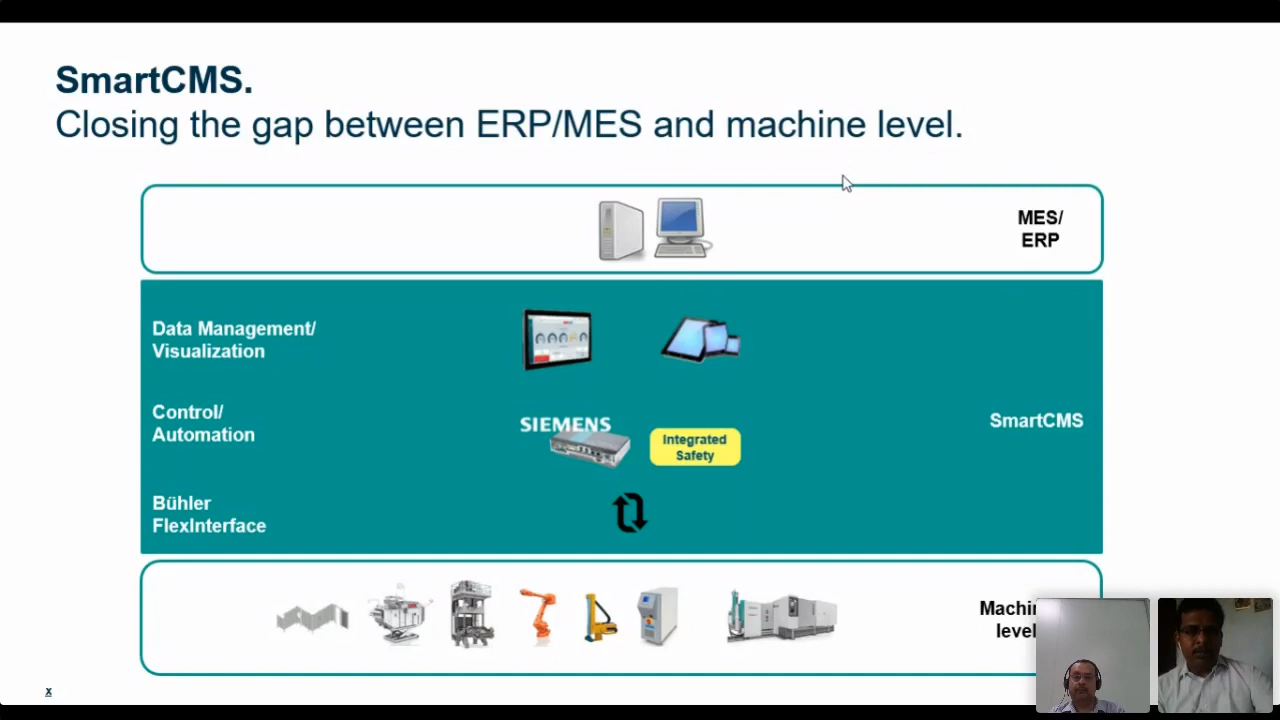 SmartCMS.
Closing the gap between ERP/MES and machine level.
MES/
ERP
Data Management/
Visualization
Control/
Automation
SIEMENS
Integrated
Safety
SmartCMS
Bühler
FlexInterface
level
x